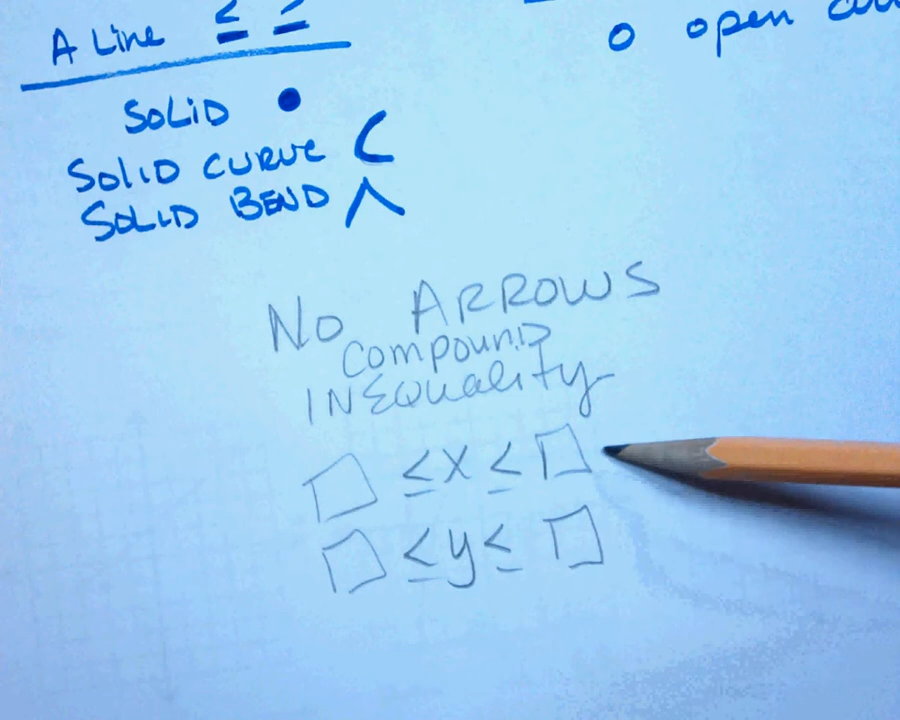 A Line ≤ ≥
o open
SOLID •
SOLID CURVE
SOLID BEND
No ARROWS
COMPOUND
INEQuality
□ ≤ x ≤ □
□ ≤ y ≤ □